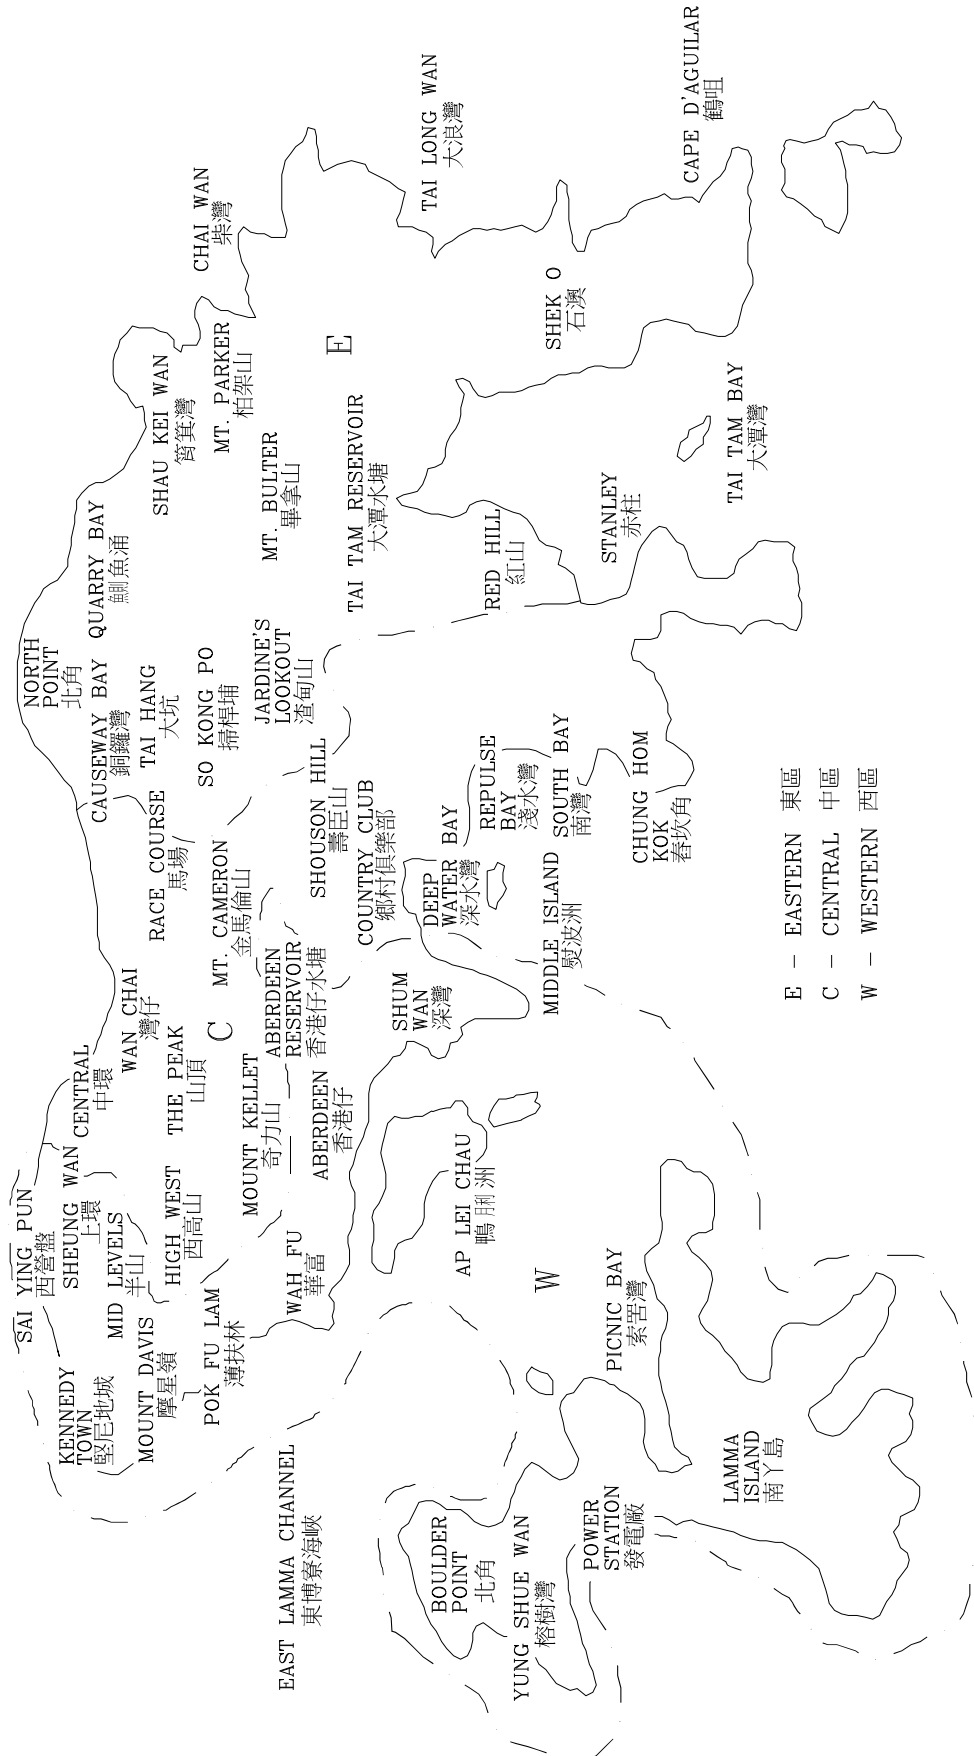 SAI YING PUN
西營盤
KENNEDY
TOWN
堅尼地城
SHEUNG WAN
上環
CENTRAL
中環
MID LEVELS
半山
MOUNT DAVIS
摩星嶺
HIGH WEST
西高山
THE PEAK
山頂
WAN CHAI
灣仔
POK FU LAM
薄扶林
MOUNT KELLET
奇力山
C
MT. CAMERON
金馬倫山
RACE COURSE
馬場
CAUSEWAY BAY
銅鑼灣
NORTH
POINT
北角
TAI HANG
大坑
QUARRY BAY
鰂魚涌
SO KONG PO
掃桿埔
JARDINE'S
LOOKOUT
渣甸山
SHAU KEI WAN
筲箕灣
MT. PARKER
柏架山
MT. BULTER
畢拿山
CHAI WAN
柴灣
E
TAI TAM RESERVOIR
大潭水塘
TAI LONG WAN
大浪灣
CAPE D'AGUILAR
鶴咀
SHEK O
石澳
TAI TAM BAY
大潭灣
STANLEY
赤柱
RED HILL
紅山
EAST LAMMA CHANNEL
東博寮海峽
WAH FU
華富
ABERDEEN
香港仔
ABERDEEN
RESERVOIR
香港仔水塘
SHOUSON HILL
壽臣山
COUNTRY CLUB
鄉村俱樂部
SHUM
WAN
深灣
DEEP
WATER BAY
深水灣
REPULSE
BAY
淺水灣
SOUTH BAY
南灣
MIDDLE ISLAND
熨波洲
CHUNG HOM
KOK
舂坎角
AP LEI CHAU
鴨脷洲
W
BOULDER
POINT
北角
YUNG SHUE WAN
榕樹灣
POWER
STATION
發電廠
PICNIC BAY
索罟灣
LAMMA
ISLAND
南丫島
E - EASTERN 東區
C - CENTRAL 中區
W - WESTERN 西區